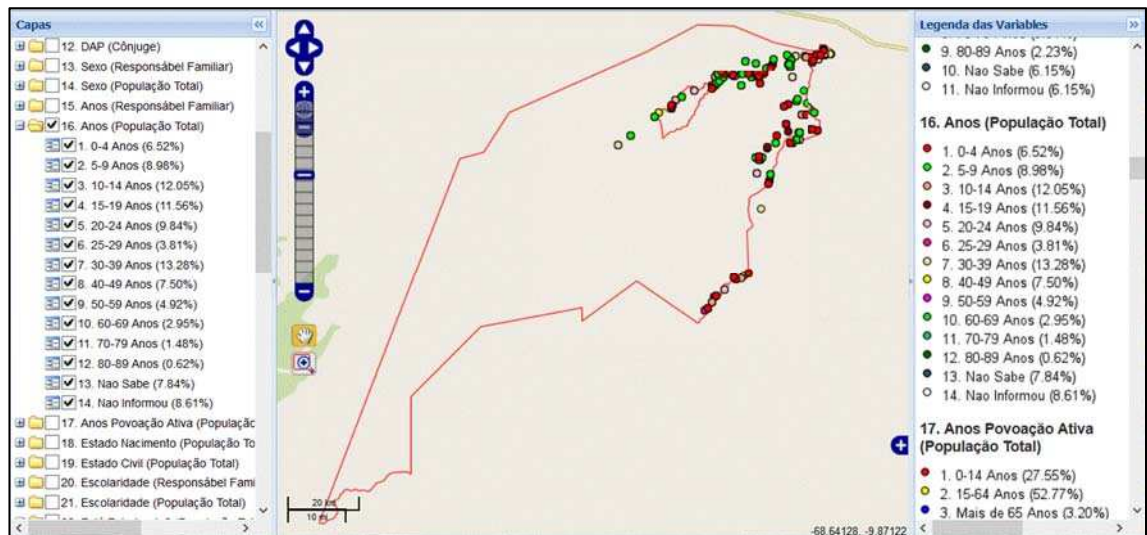 Capas
12. DAP (Cônjuge)
13. Sexo (Responsábel Familiar)
14. Sexo (População Total)
15. Anos (Responsábel Familiar)
16. Anos (População Total)
1. 0-4 Anos (6.52%)
2. 5-9 Anos (8.98%)
3. 10-14 Anos (12.05%)
4. 15-19 Anos (11.56%)
5. 20-24 Anos (9.84%)
6. 25-29 Anos (3.81%)
7. 30-39 Anos (13.28%)
8. 40-49 Anos (7.50%)
9. 50-59 Anos (4.92%)
10. 60-69 Anos (2.95%)
11. 70-79 Anos (1.48%)
12. 80-89 Anos (0.62%)
13. Nao Sabe (7.84%)
14. Nao Informou (8.61%)
17. Anos Povoação Ativa (Populaçã
18. Estado Nacimento (População To
19. Estado Civil (População Total)
20. Escolaridade (Responsábel Fami
21. Escolaridade (População Total)
20 km
10 mi
-68.64128, -9.87122
Legenda das Variables
9. 80-89 Anos (2.23%)
10. Nao Sabe (6.15%)
11. Nao Informou (6.15%)
16. Anos (População Total)
1. 0-4 Anos (6.52%)
2. 5-9 Anos (8.98%)
3. 10-14 Anos (12.05%)
4. 15-19 Anos (11.56%)
5. 20-24 Anos (9.84%)
6. 25-29 Anos (3.81%)
7. 30-39 Anos (13.28%)
8. 40-49 Anos (7.50%)
9. 50-59 Anos (4.92%)
10. 60-69 Anos (2.95%)
11. 70-79 Anos (1.48%)
12. 80-89 Anos (0.62%)
13. Nao Sabe (7.84%)
14. Nao Informou (8.61%)
17. Anos Povoação Ativa
(População Total)
1. 0-14 Anos (27.55%)
2. 15-64 Anos (52.77%)
3. Mais de 65 Anos (3.20%)